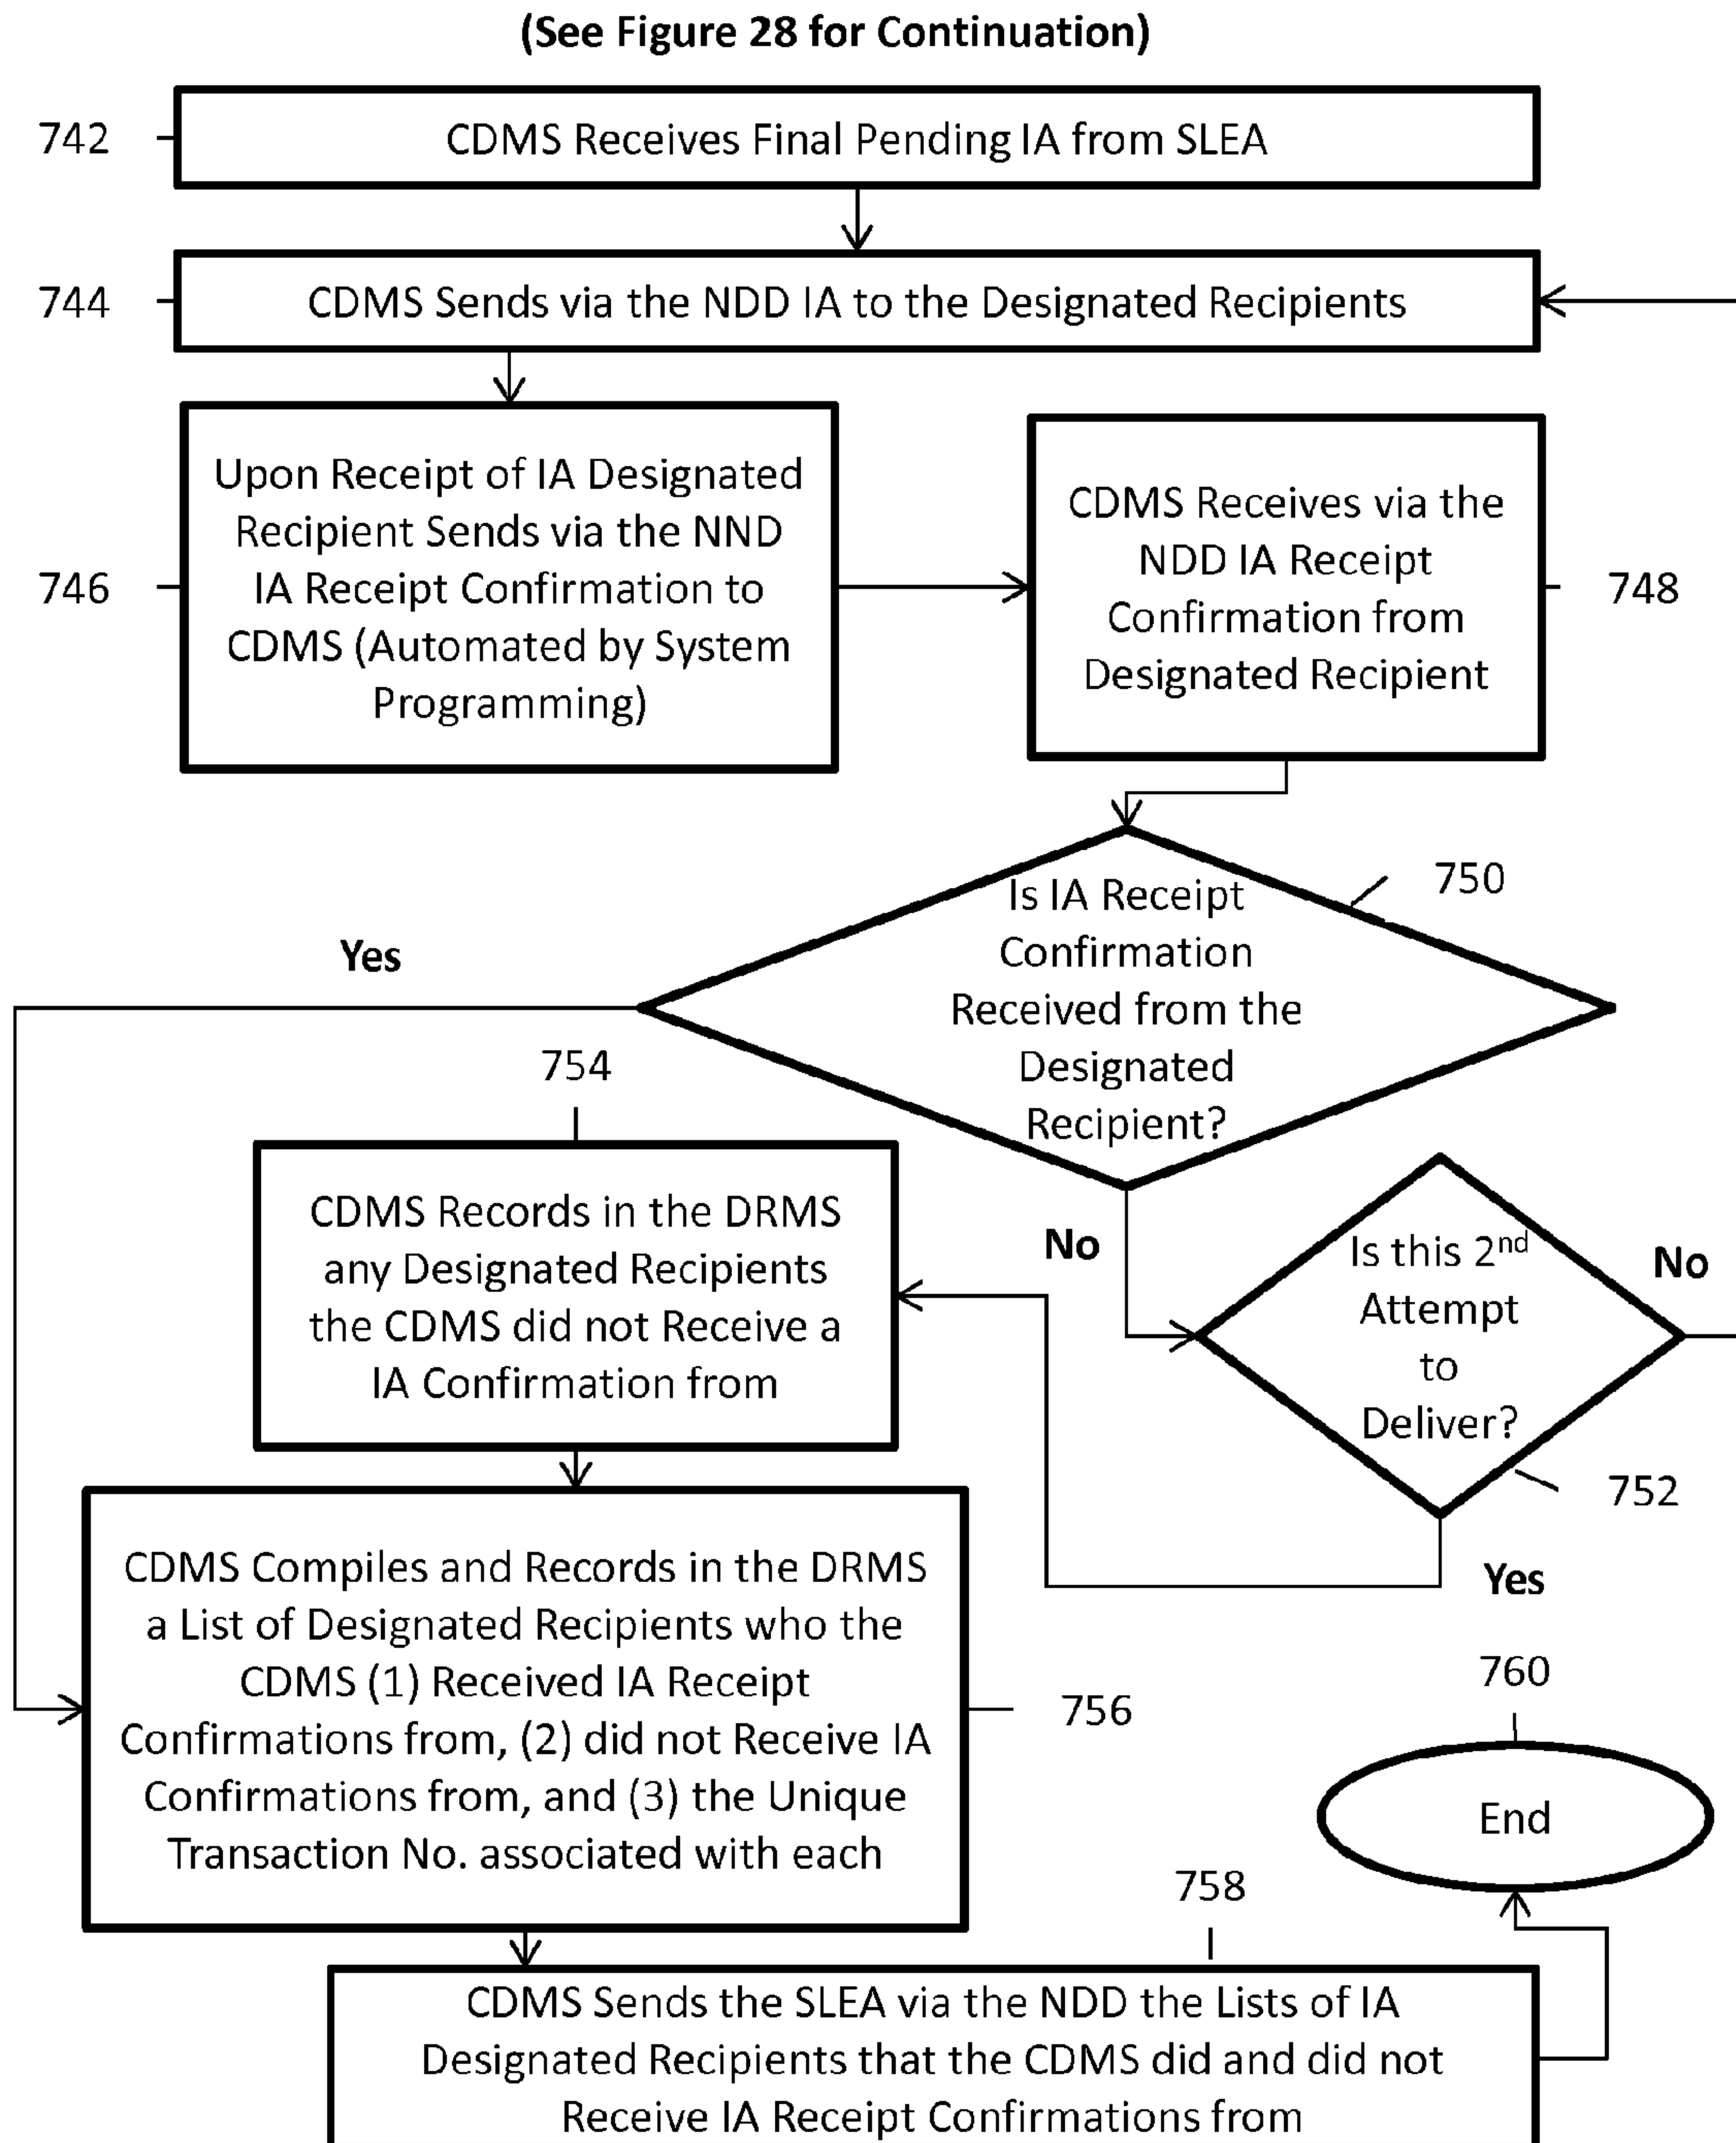 (See Figure 28 for Continuation)
742
CDMS Receives Final Pending IA from SLEA
744
CDMS Sends via the NDD IA to the Designated Recipients
746
Upon Receipt of IA Designated
Recipient Sends via the NND
IA Receipt Confirmation to
CDMS (Automated by System
Programming)
CDMS Receives via the
NDD IA Receipt
Confirmation from
Designated Recipient
748
750
Is IA Receipt
Confirmation
Received from the
Designated
Recipient?
Yes
No
754
CDMS Records in the DRMS
any Designated Recipients
the CDMS did not Receive a
IA Confirmation from
Is this 2nd
Attempt
to
Deliver?
No
752
Yes
CDMS Compiles and Records in the DRMS
a List of Designated Recipients who the
CDMS (1) Received IA Receipt
Confirmations from, (2) did not Receive IA
Confirmations from, and (3) the Unique
Transaction No. associated with each
756
760
End
758
CDMS Sends the SLEA via the NDD the Lists of IA
Designated Recipients that the CDMS did and did not
Receive IA Receipt Confirmations from